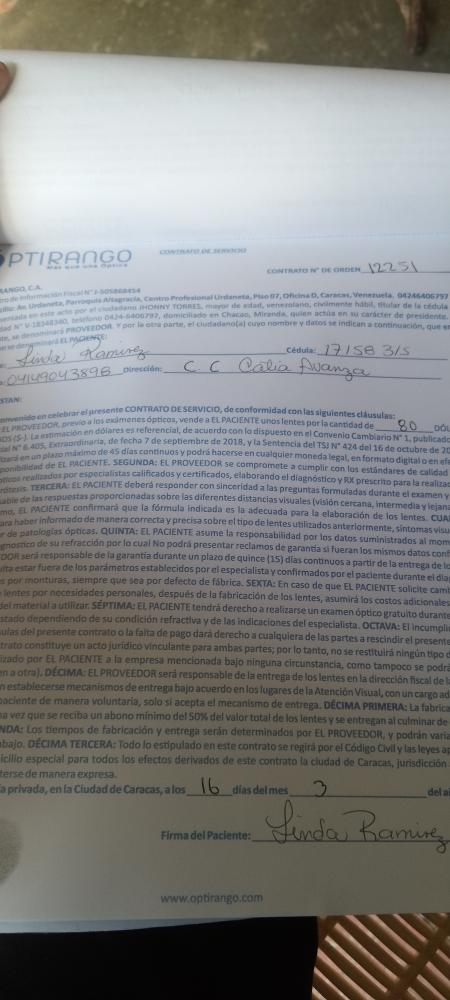 OPTIRANGO
Más que una Óptica
CONTRATO DE SERVICIO
CONTRATO N° DE ORDEN 12251
RANGO, C.A.
ro de Información Fiscal N° J-505868454
ilio: Av. Urdaneta, Parroquia Altagracia, Centro Profesional Urdaneta, Piso 07, Oficina D, Caracas, Venezuela. 04246406797
entada en este acto por el ciudadano JHONNY TORRES, mayor de edad, venezolano, civilmente hábil, titular de la cédula
dad N° V-18348340, teléfono 0424-6406797, domiciliado en Chacao, Miranda, quien actúa en su carácter de presidente.
nte, se denominará PROVEEDOR. Y por la otra parte, el ciudadano(a) cuyo nombre y datos se indican a continuación, que en
se denominará EL PACIENTE:
Linda Ramirez Cédula: 17158315
04149043898 Dirección: C C Catia Avanza
STAN:
onvenido en celebrar el presente CONTRATO DE SERVICIO, de conformidad con las siguientes cláusulas:
EL PROVEEDOR, previo a los exámenes ópticos, vende a EL PACIENTE unos lentes por la cantidad de 80 DÓL
DOS ($-). La estimación en dólares es referencial, de acuerdo con lo dispuesto en el Convenio Cambiario N° 1, publicado
ial N° 6.405, Extraordinaria, de fecha 7 de septiembre de 2018, y la Sentencia del TSJ N° 424 del 16 de octubre de 20
lizará en un plazo máximo de 45 días continuos y podrá hacerse en cualquier moneda legal, en formato digital o en efe
ponibilidad de EL PACIENTE. SEGUNDA: EL PROVEEDOR se compromete a cumplir con los estándares de calidad
pticos realizados por especialistas calificados y certificados, elaborando el diagnóstico y RX prescrito para la realizac
rótesis. TERCERA: EL PACIENTE deberá responder con sinceridad a las preguntas formuladas durante el examen y
sable de las respuestas proporcionadas sobre las diferentes distancias visuales (visión cercana, intermedia y lejana
mo, EL PACIENTE confirmará que la fórmula indicada es la adecuada para la elaboración de los lentes. CUA
ara haber informado de manera correcta y precisa sobre el tipo de lentes utilizados anteriormente, síntomas visu
r de patologías ópticas. QUINTA: EL PACIENTE asume la responsabilidad por los datos suministrados al mom
agnostico de su refracción por lo cual No podrá presentar reclamos de garantía si fueran los mismos datos conf
DOR será responsable de la garantía durante un plazo de quince (15) días continuos a partir de la entrega de le
lta estar fuera de los parámetros establecidos por el especialista y confirmados por el paciente durante el dia
s por monturas, siempre que sea por defecto de fábrica. SEXTA: En caso de que EL PACIENTE solicite cam
lentes por necesidades personales, después de la fabricación de los lentes, asumirá los costos adicionales
del material a utilizar. SÉPTIMA: EL PACIENTE tendrá derecho a realizarse un examen óptico gratuito durante
stado dependiendo de su condición refractiva y de las indicaciones del especialista. OCTAVA: El incumpli
ulas del presente contrato o la falta de pago dará derecho a cualquiera de las partes a rescindir el presente
trato constituye un acto jurídico vinculante para ambas partes; por lo tanto, no se restituirá ningún tipo d
lizado por EL PACIENTE a la empresa mencionada bajo ninguna circunstancia, como tampoco se podrá
en a otra). DÉCIMA: EL PROVEEDOR será responsable de la entrega de los lentes en la dirección fiscal de l
n establecerse mecanismos de entrega bajo acuerdo en los lugares de la Atención Visual, con un cargo ad
paciente de manera voluntaria, solo si acepta el mecanismo de entrega. DÉCIMA PRIMERA: La fabrica
na vez que se reciba un abono mínimo del 50% del valor total de los lentes y se entregan al culminar de
NDA: Los tiempos de fabricación y entrega serán determinados por EL PROVEEDOR, y podrán varia
bajo. DÉCIMA TERCERA: Todo lo estipulado en este contrato se regirá por el Código Civil y las leyes ap
icilio especial para todos los efectos derivados de este contrato la ciudad de Caracas, jurisdicción
terse de manera expresa.
a privada, en la Ciudad de Caracas, a los 16 días del mes 3 del a
Firma del Paciente: Linda Ramirez
www.optirango.com